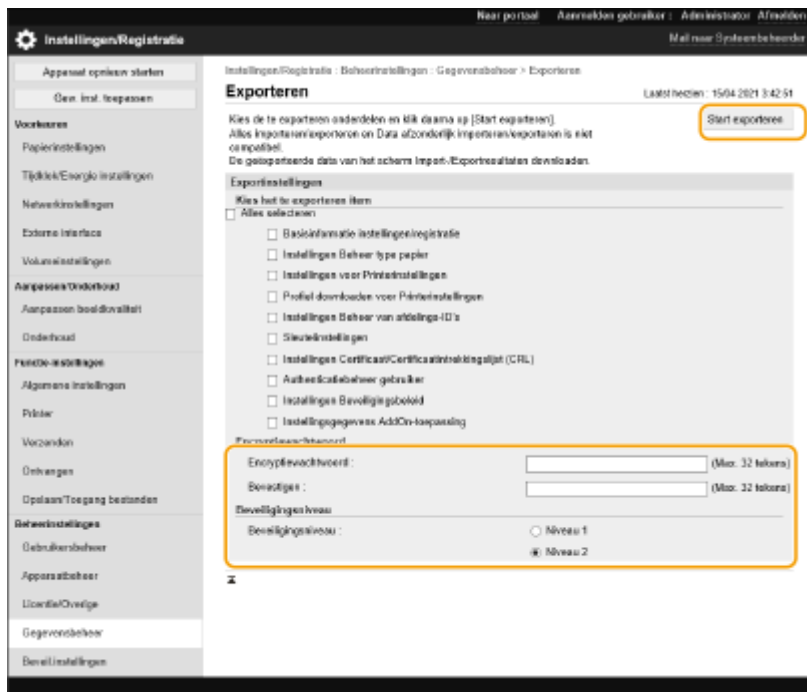 Naar portaal Aanmelden gebruiker : Administrator Afmelden
Instellingen/Registratie
Mail naar Systeembeheerder
Apparaat opnieuw starten
Gew. inst. toepassen
Voorkeuren
Papierinstellingen
Tijdklok/Energie instellingen
Netwerkinstellingen
Externe Interface
Volumeinstellingen
Aanpassen/Onderhoud
Aanpassen beeldkwaliteit
Onderhoud
Functie-instellingen
Algemene instellingen
Printer
Verzenden
Ontvangen
Opslaan/Toegang bestanden
Beheerinstellingen
Gebruikersbeheer
Apparaatbeheer
Licentie/Overige
Gegevensbeheer
Beveil.instellingen
Instellingen/Registratie : Beheerinstellingen : Gegevensbeheer > Exporteren
Exporteren
Laatst herzien : 15/04 2021 3:42:51
Kies de te exporteren onderdelen en klik daarna op [Start exporteren].
Alles importeren/exporteren en Data afzonderlijk importeren/exporteren is niet
compatibel.
De geëxporteerde data van het scherm Import-/Exportresultaten downloaden.
Start exporteren
Exportinstellingen
Kies het te exporteren item
Alles selecteren
Basisinformatie instellingen/registratie
Instellingen Beheer type papier
Instellingen voor Printerinstellingen
Profiel downloaden voor Printerinstellingen
Instellingen Beheer van afdelings-ID's
Sleutelinstellingen
Instellingen Certificaat/Certificaatintrekkingslijst (CRL)
Authenticatiebeheer gebruiker
Instellingen Beveiligingsbeleid
Instellingsgegevens AddOn-toepassing
Encryptiewachtwoord
Encryptiewachtwoord :
(Max. 32 tekens)
Bevestigen :
(Max. 32 tekens)
Beveiligingsniveau
Beveiligingsniveau :
Niveau 1
Niveau 2